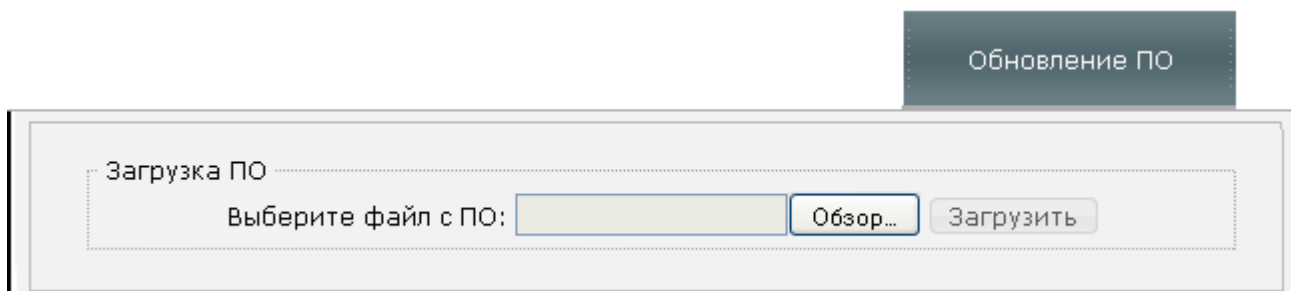 Обновление ПО
Загрузка ПО
Выберите файл с ПО: Обзор... Загрузить